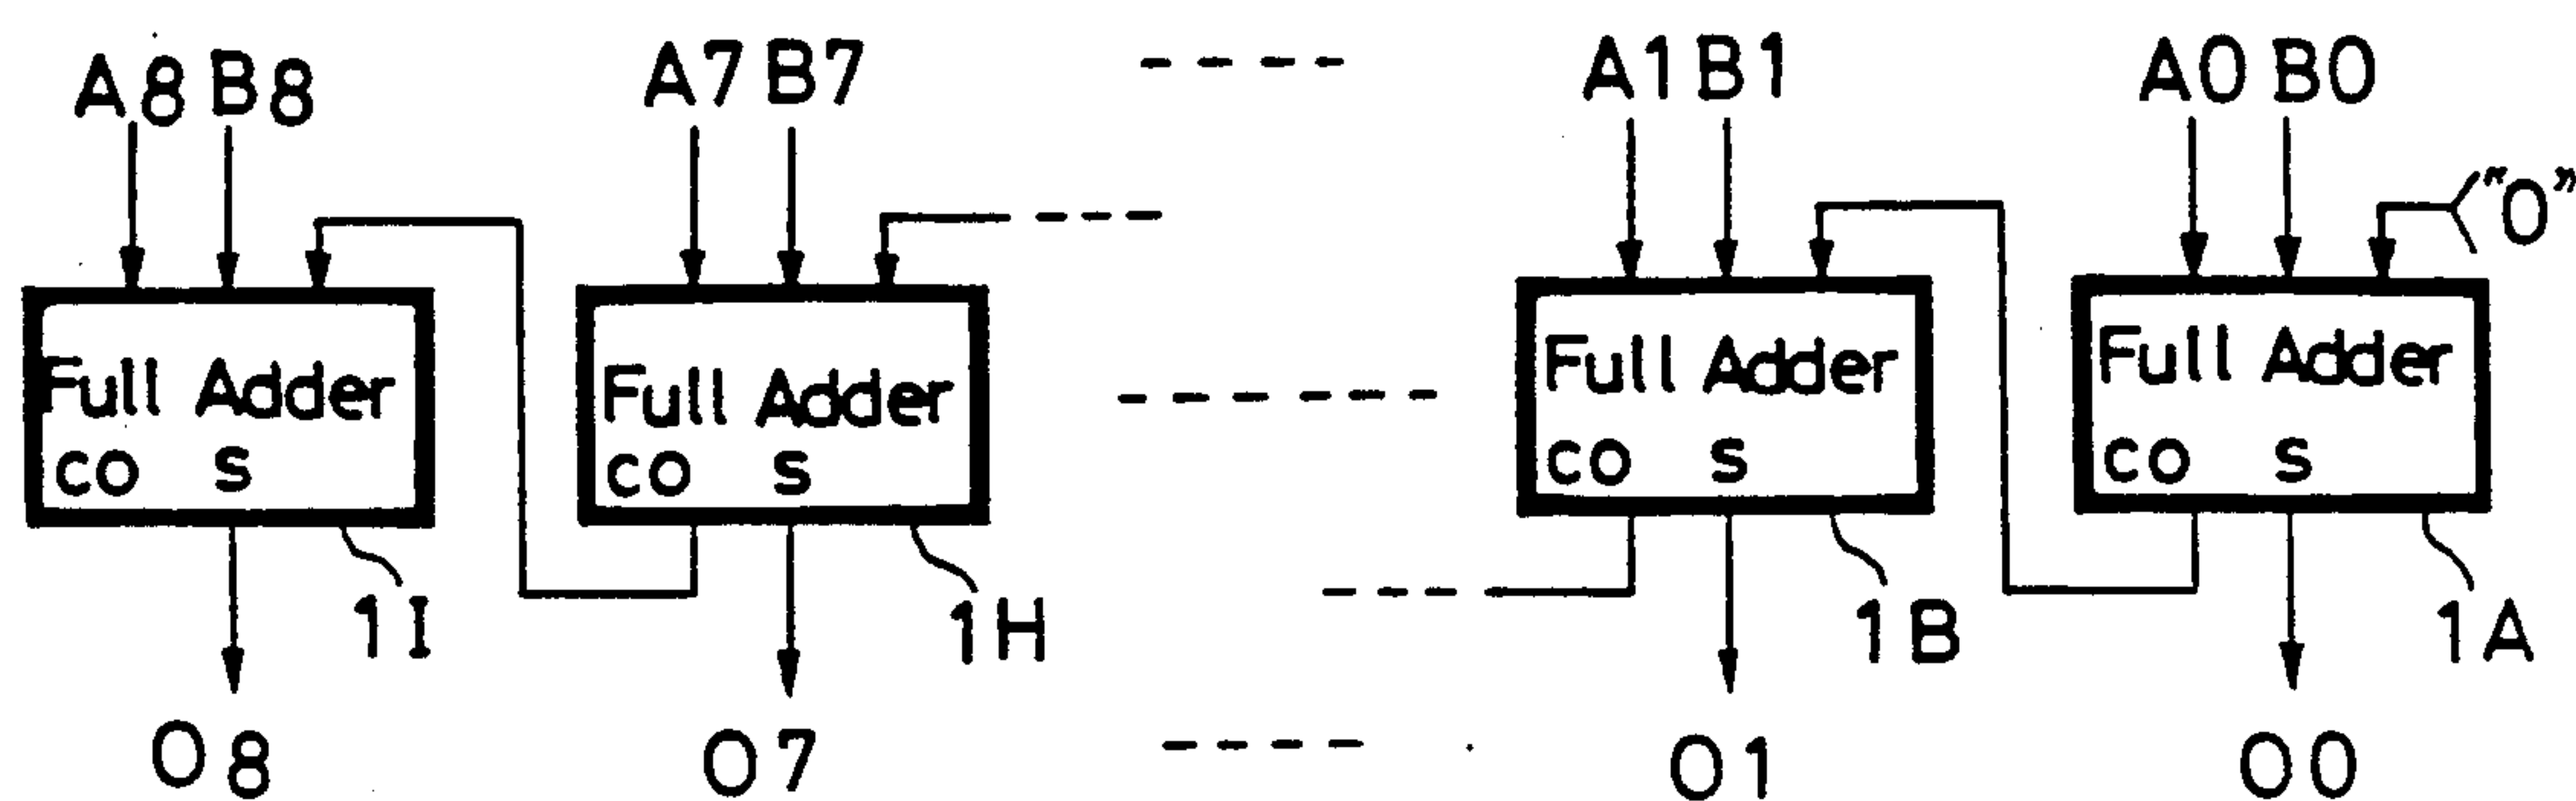 A8 B8 A7 B7 A1 B1 A0 B0
"0"
Full Adder Full Adder Full Adder Full Adder
co s co s co s co s
1I 1H 1B 1A
O8 O7 O1 O0